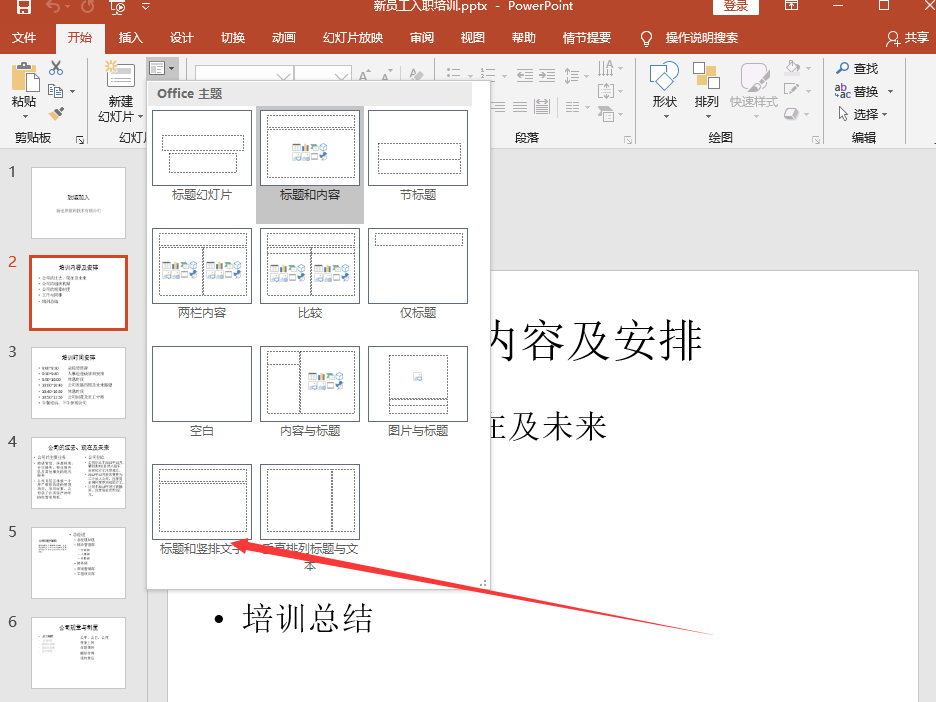 新员工入职培训.pptx - PowerPoint
登录
文件 开始 插入 设计 切换 动画 幻灯片放映 审阅 视图 帮助 情节提要 操作说明搜索 共享
粘贴
剪贴板
新建
幻灯片
幻灯
段落
形状
排列
快速样式
绘图
查找
替换
选择
编辑
Office 主题
标题幻灯片
标题和内容
节标题
两栏内容
比较
仅标题
空白
内容与标题
图片与标题
标题和竖排文字
垂直排列标题与文
本
1
欢迎加入
2
培训内容及安排
3
培训时间安排
4
公司的过去、现在及未来
5
6
公司规章与制度
内容及安排
在及未来
• 培训总结